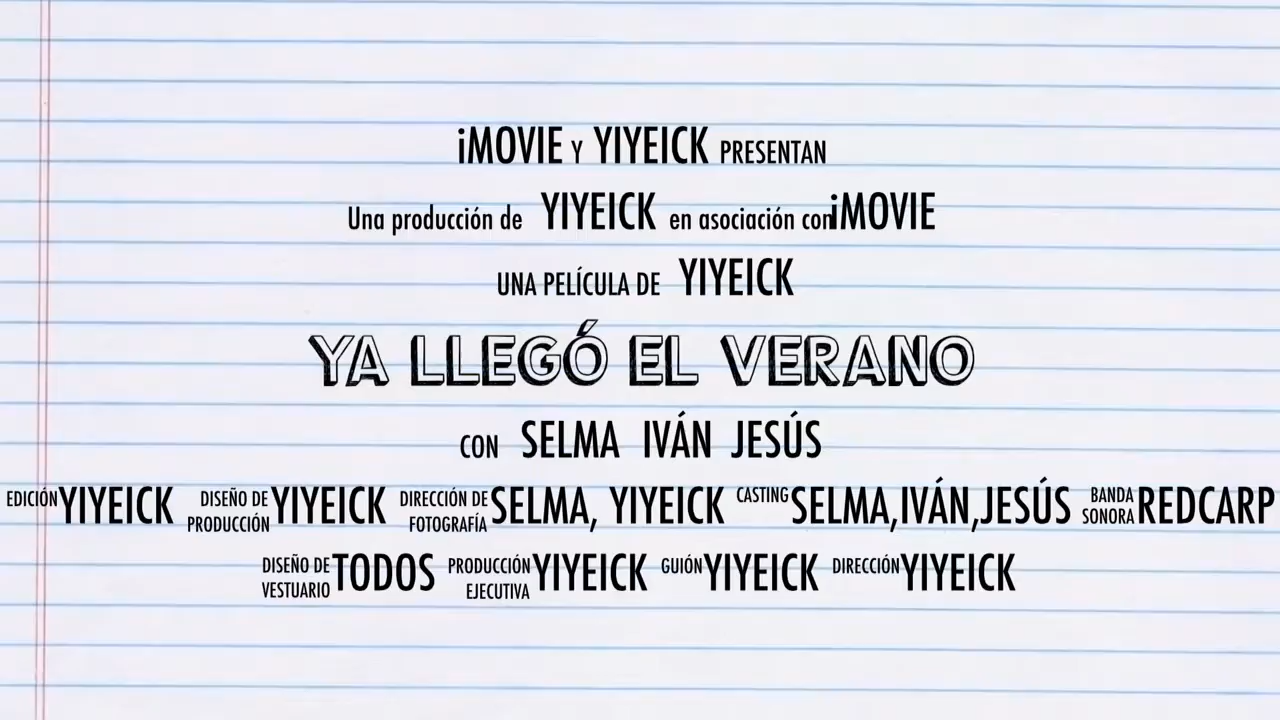 iMOVIE Y YIYEICK PRESENTAN
Una producción de YIYEICK en asociación con iMOVIE
UNA PELÍCULA DE YIYEICK
YA LLEGÓ EL VERANO
CON SELMA IVÁN JESÚS
EDICIÓN YIYEICK DISEÑO DE PRODUCCIÓN YIYEICK DIRECCIÓN DE FOTOGRAFÍA SELMA, YIYEICK CASTING SELMA,IVÁN,JESÚS BANDA SONORA REDCARP
DISEÑO DE VESTUARIO TODOS PRODUCCIÓN EJECUTIVA YIYEICK GUIÓN YIYEICK DIRECCIÓN YIYEICK